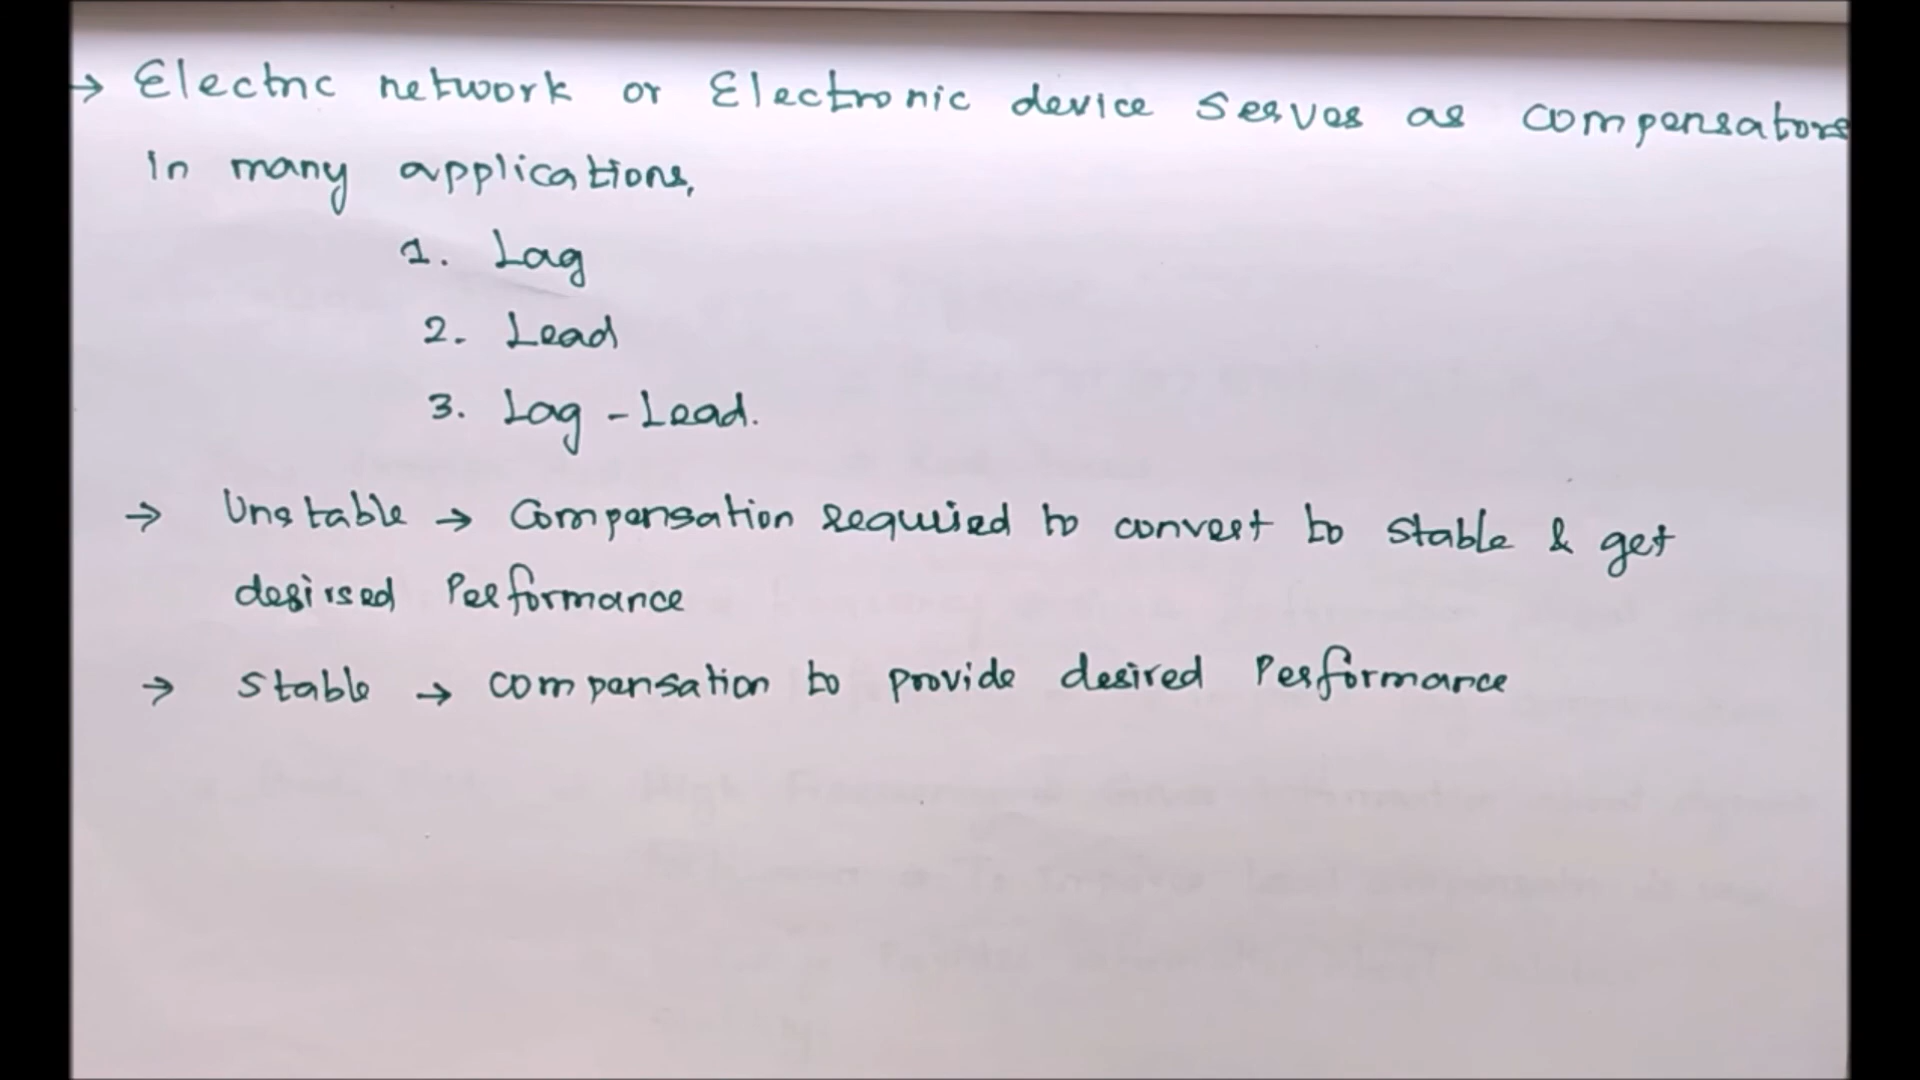 → Electric network or Electronic device serves as compensators
In many applications,
1. Lag
2. Lead
3. Lag - Lead.
→ Unstable → Compensation required to convert to stable & get
desired Performance
→ stable → compensation to provide desired Performance